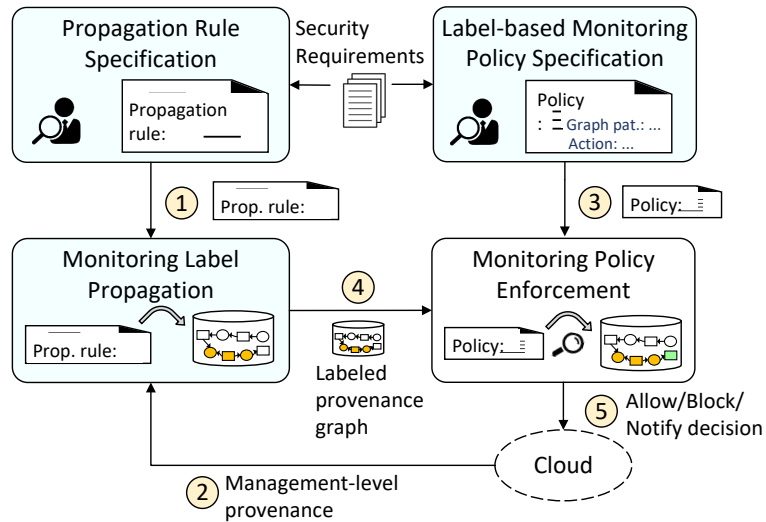 Propagation Rule
Specification
Propagation
rule:
Security
Requirements
Label-based Monitoring
Policy Specification
Policy
: Graph pat.: ...
Action: ...
1
Prop. rule:
3
Policy:
Monitoring Label
Propagation
Prop. rule:
4
Labeled
provenance
graph
Monitoring Policy
Enforcement
Policy:
5
Allow/Block/
Notify decision
Cloud
2
Management-level
provenance